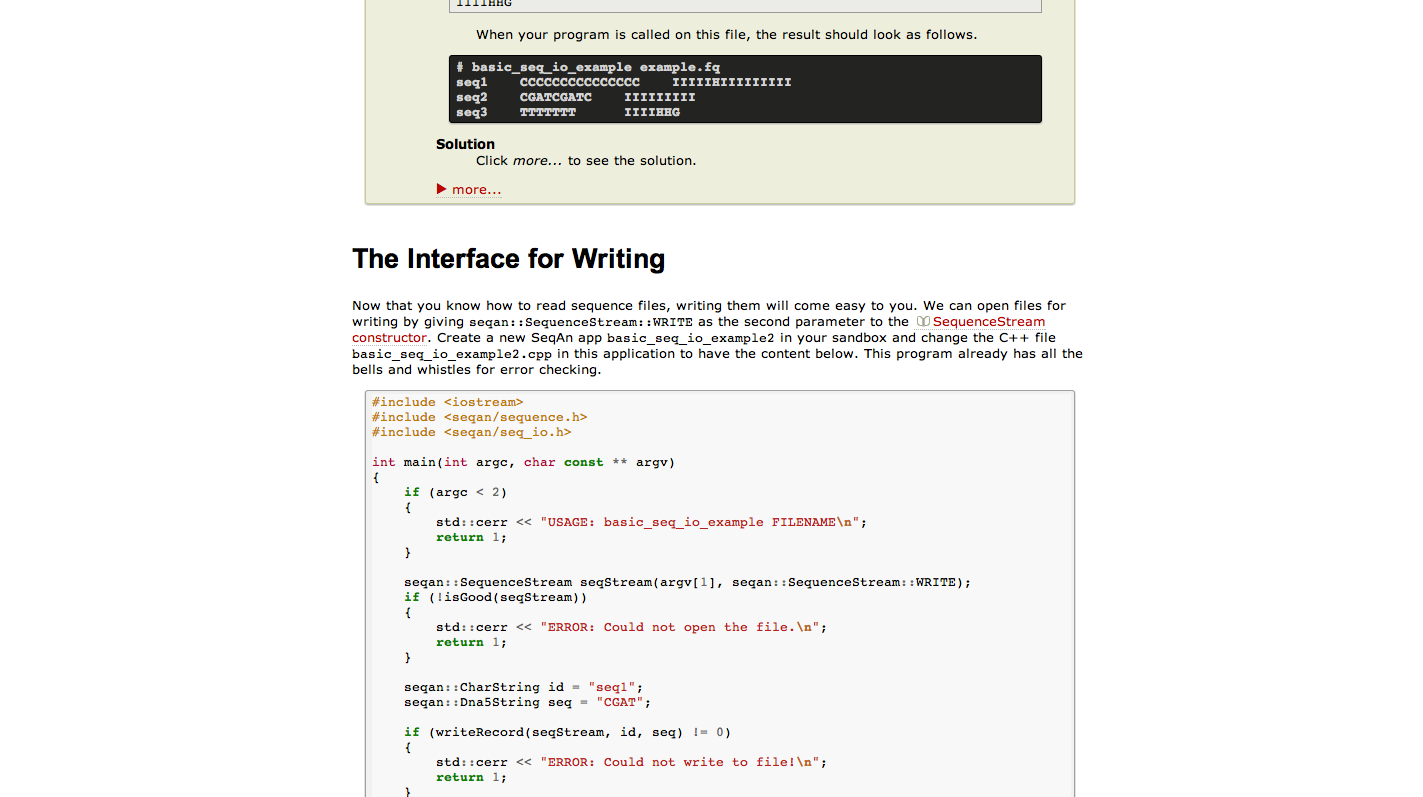 IIIIHHG
When your program is called on this file, the result should look as follows.
# basic_seq_io_example example.fq
seq1    CCCCCCCCCCCCCCC    IIIIIHIIIIIIIII
seq2    CGATCGATC    IIIIIIIII
seq3    TTTTTTT      IIIIHHG
Solution
Click more... to see the solution.
more...
The Interface for Writing
Now that you know how to read sequence files, writing them will come easy to you. We can open files for
writing by giving seqan::SequenceStream::WRITE as the second parameter to the SequenceStream
constructor. Create a new SeqAn app basic_seq_io_example2 in your sandbox and change the C++ file
basic_seq_io_example2.cpp in this application to have the content below. This program already has all the
bells and whistles for error checking.
#include <iostream>
#include <seqan/sequence.h>
#include <seqan/seq_io.h>
int main(int argc, char const ** argv)
{
    if (argc < 2)
    {
        std::cerr << "USAGE: basic_seq_io_example FILENAME\n";
        return 1;
    }
    seqan::SequenceStream seqStream(argv[1], seqan::SequenceStream::WRITE);
    if (!isGood(seqStream))
    {
        std::cerr << "ERROR: Could not open the file.\n";
        return 1;
    }
    seqan::CharString id = "seq1";
    seqan::Dna5String seq = "CGAT";
    if (writeRecord(seqStream, id, seq) != 0)
    {
        std::cerr << "ERROR: Could not write to file!\n";
        return 1;
    }